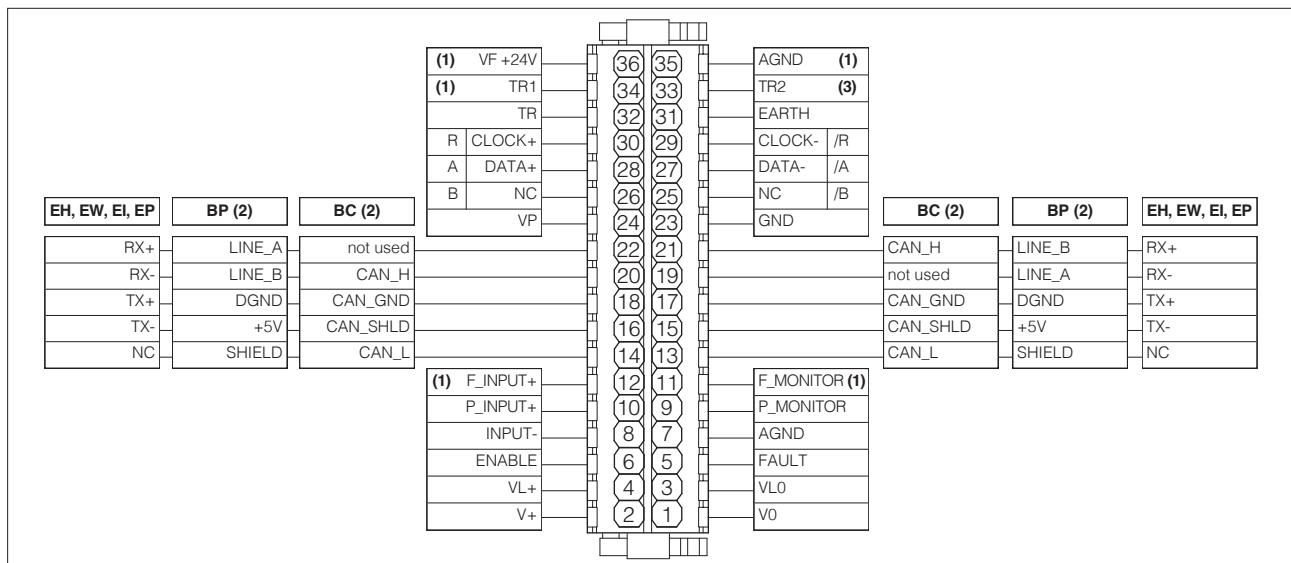 (1) VF +24V 36 35 AGND (1)
(1) TR1 34 33 TR2 (3)
TR 32 31 EARTH
R CLOCK+ 30 29 CLOCK- /R
A DATA+ 28 27 DATA- /A
B NC 26 25 NC /B
VP 24 23 GND
EH, EW, EI, EP BP (2) BC (2) BC (2) BP (2) EH, EW, EI, EP
RX+ LINE_A not used 22 21 CAN_H LINE_B RX+
RX- LINE_B CAN_H 20 19 not used LINE_A RX-
TX+ DGND CAN_GND 18 17 CAN_GND DGND TX+
TX- +5V CAN_SHLD 16 15 CAN_SHLD +5V TX-
NC SHIELD CAN_L 14 13 CAN_L SHIELD NC
(1) F_INPUT+ 12 11 F_MONITOR (1)
P_INPUT+ 10 9 P_MONITOR
INPUT- 8 7 AGND
ENABLE 6 5 FAULT
VL+ 4 3 VL0
V+ 2 1 V0